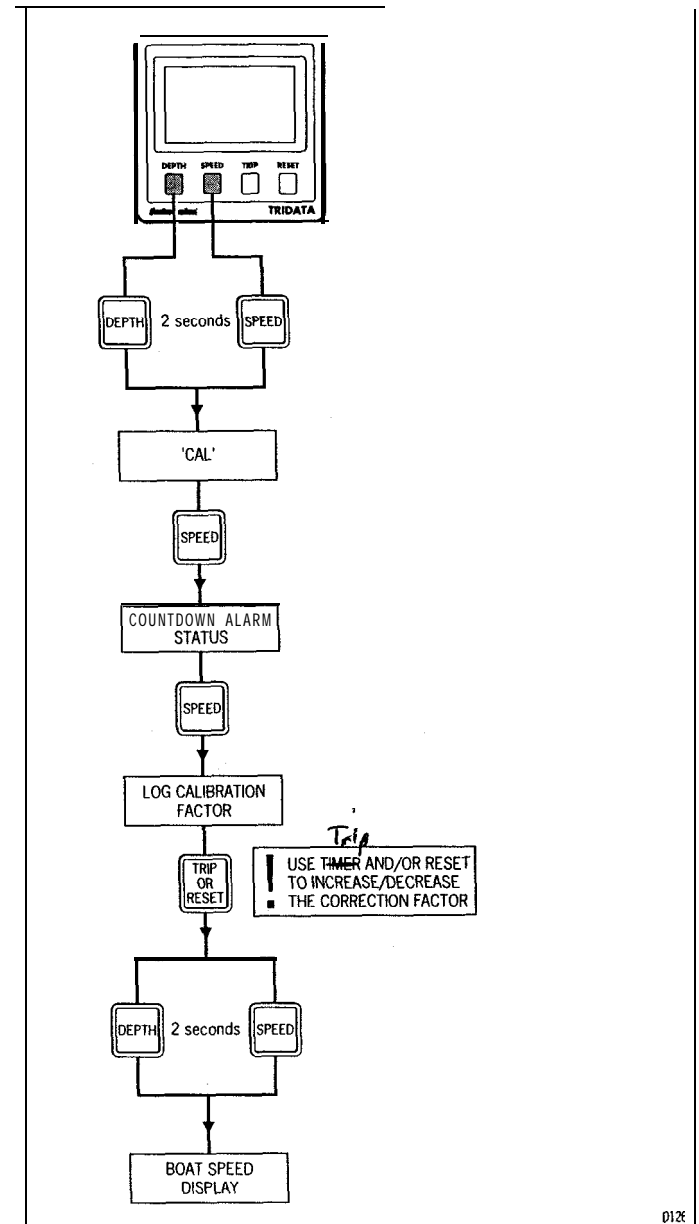 DEPTH SPEED TRIP RESET
TRIDATA
DEPTH 2 seconds SPEED
'CAL'
SPEED
COUNTDOWN ALARM
STATUS
SPEED
LOG CALIBRATION
FACTOR
TRIP
OR
RESET
Trip
! USE TIMER AND/OR RESET
TO INCREASE/DECREASE
THE CORRECTION FACTOR
DEPTH 2 seconds SPEED
BOAT SPEED
DISPLAY